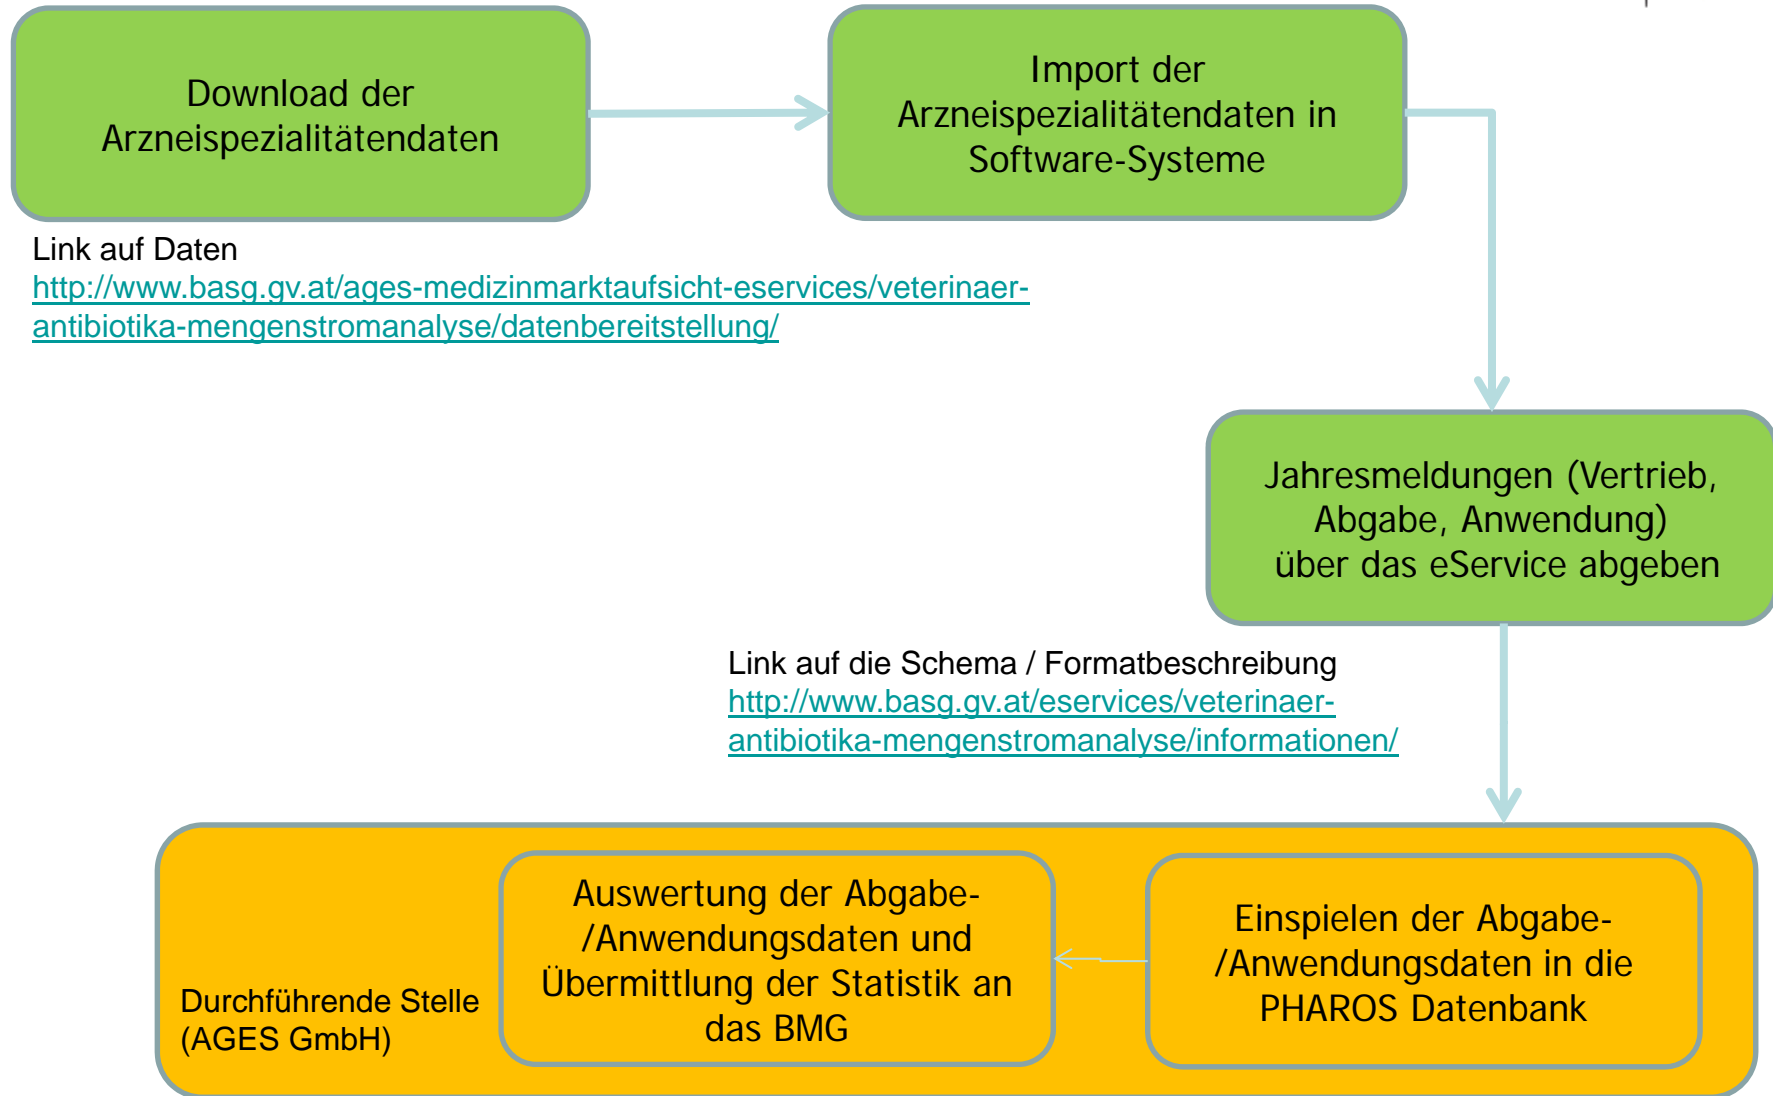 Download der
Arzneispezialitätendaten
Import der
Arzneispezialitätendaten in
Software-Systeme
Link auf Daten
http://www.basg.gv.at/ages-medizinmarktaufsicht-eservices/veterinaer-
antibiotika-mengenstromanalyse/datenbereitstellung/
Jahresmeldungen (Vertrieb,
Abgabe, Anwendung)
über das eService abgeben
Link auf die Schema / Formatbeschreibung
http://www.basg.gv.at/eservices/veterinaer-
antibiotika-mengenstromanalyse/informationen/
Durchführende Stelle
(AGES GmbH)
Auswertung der Abgabe-
/Anwendungsdaten und
Übermittlung der Statistik an
das BMG
Einspielen der Abgabe-
/Anwendungsdaten in die
PHAROS Datenbank